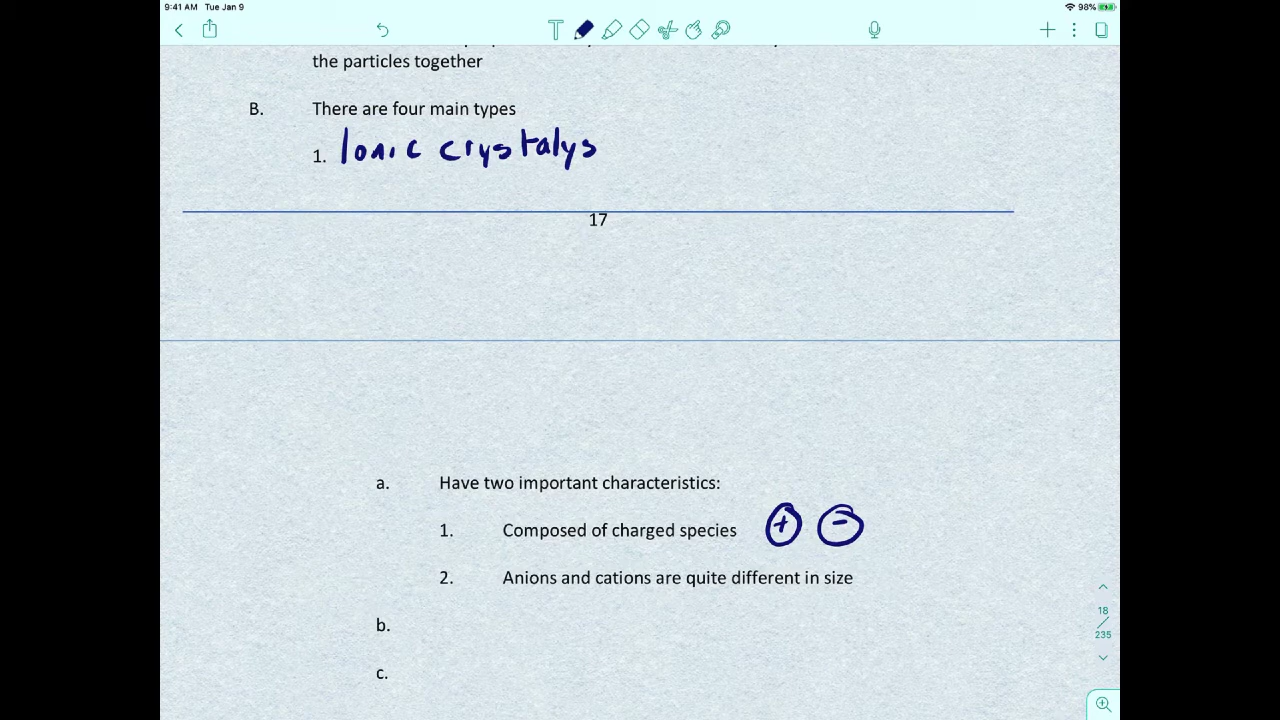 9:41 AM Tue Jan 9
98%
the particles together
B. There are four main types
1. Ionic crystalys
17
a. Have two important characteristics:
1. Composed of charged species + -
2. Anions and cations are quite different in size
b.
c.
18
/
235